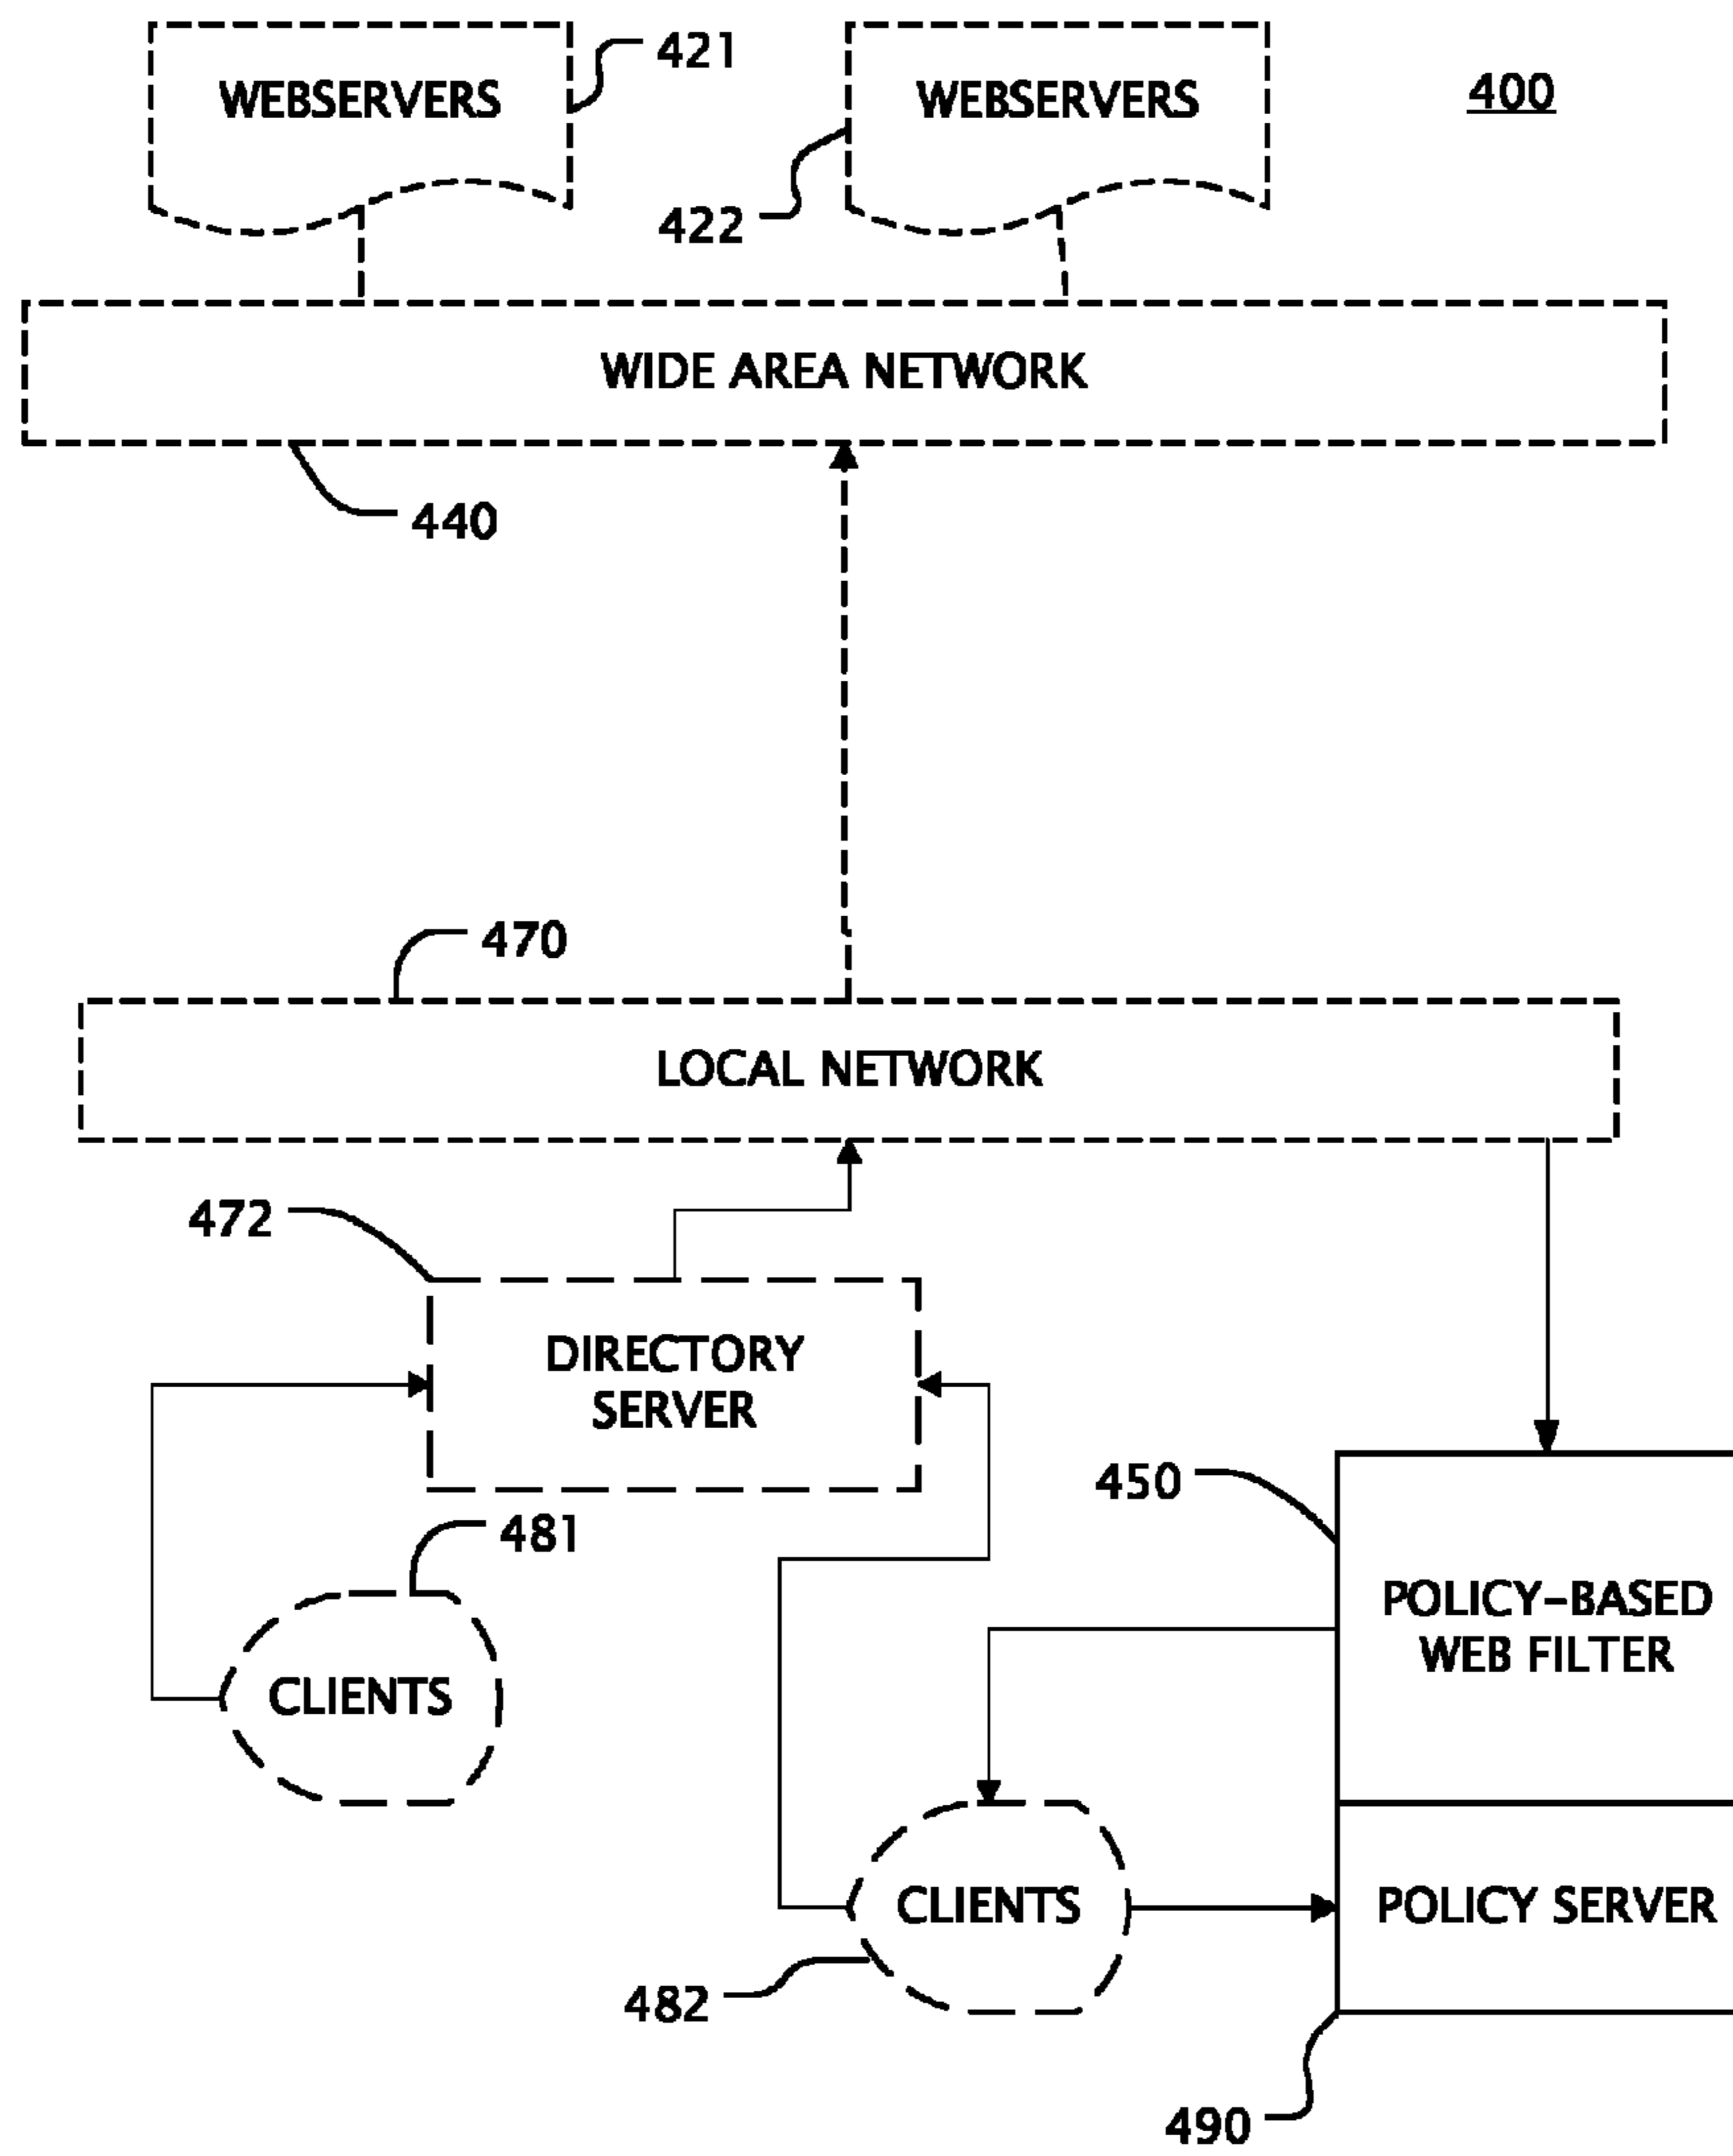 WEBSERVERS
421
WEBSERVERS
422
400
WIDE AREA NETWORK
440
470
LOCAL NETWORK
472
DIRECTORY
SERVER
481
CLIENTS
450
POLICY-BASED
WEB FILTER
CLIENTS
482
POLICY SERVER
490